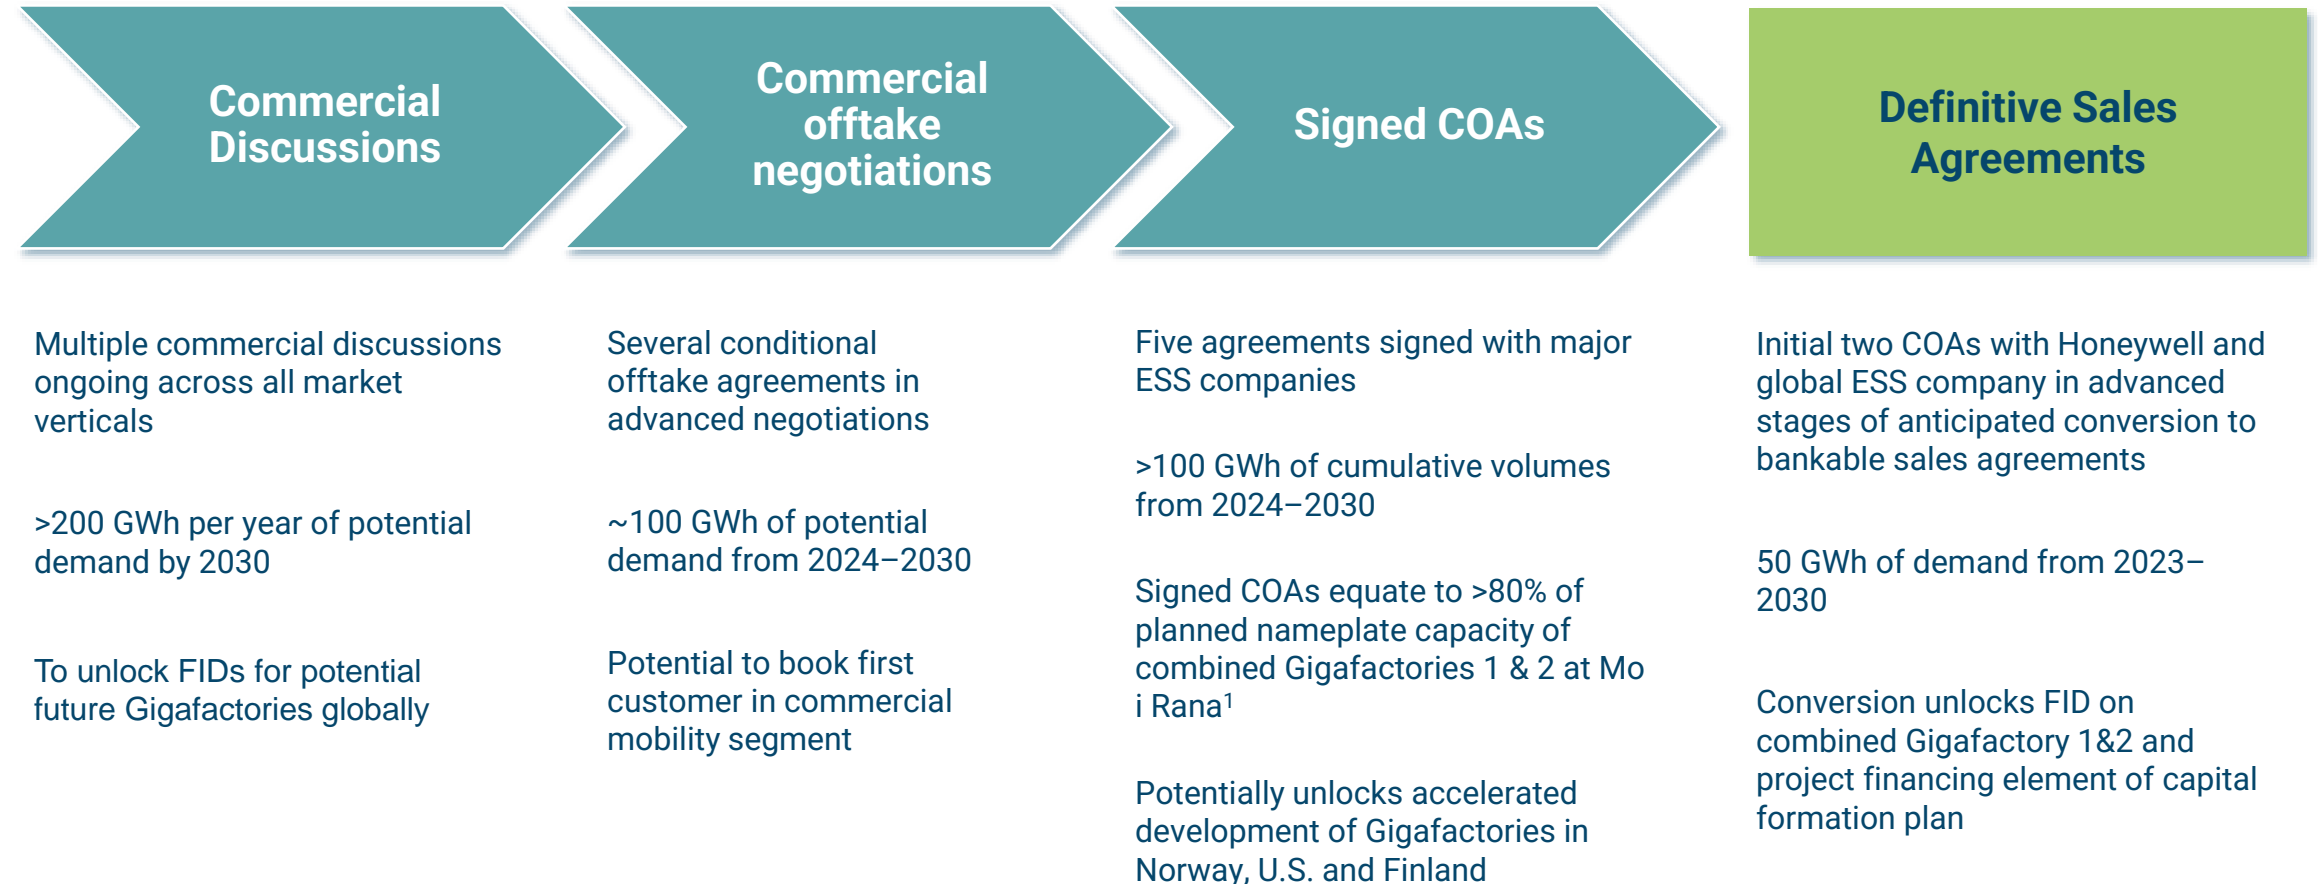 Commercial
Discussions
Commercial
offtake
negotiations
Signed COAs
Definitive Sales
Agreements
Multiple commercial discussions
ongoing across all market
verticals
>200 GWh per year of potential
demand by 2030
To unlock FIDs for potential
future Gigafactories globally
Several conditional
offtake agreements in
advanced negotiations
~100 GWh of potential
demand from 2024–2030
Potential to book first
customer in commercial
mobility segment
Five agreements signed with major
ESS companies
>100 GWh of cumulative volumes
from 2024–2030
Signed COAs equate to >80% of
planned nameplate capacity of
combined Gigafactories 1 & 2 at Mo
i Rana¹
Potentially unlocks accelerated
development of Gigafactories in
Norway, U.S. and Finland
Initial two COAs with Honeywell and
global ESS company in advanced
stages of anticipated conversion to
bankable sales agreements
50 GWh of demand from 2023–
2030
Conversion unlocks FID on
combined Gigafactory 1&2 and
project financing element of capital
formation plan